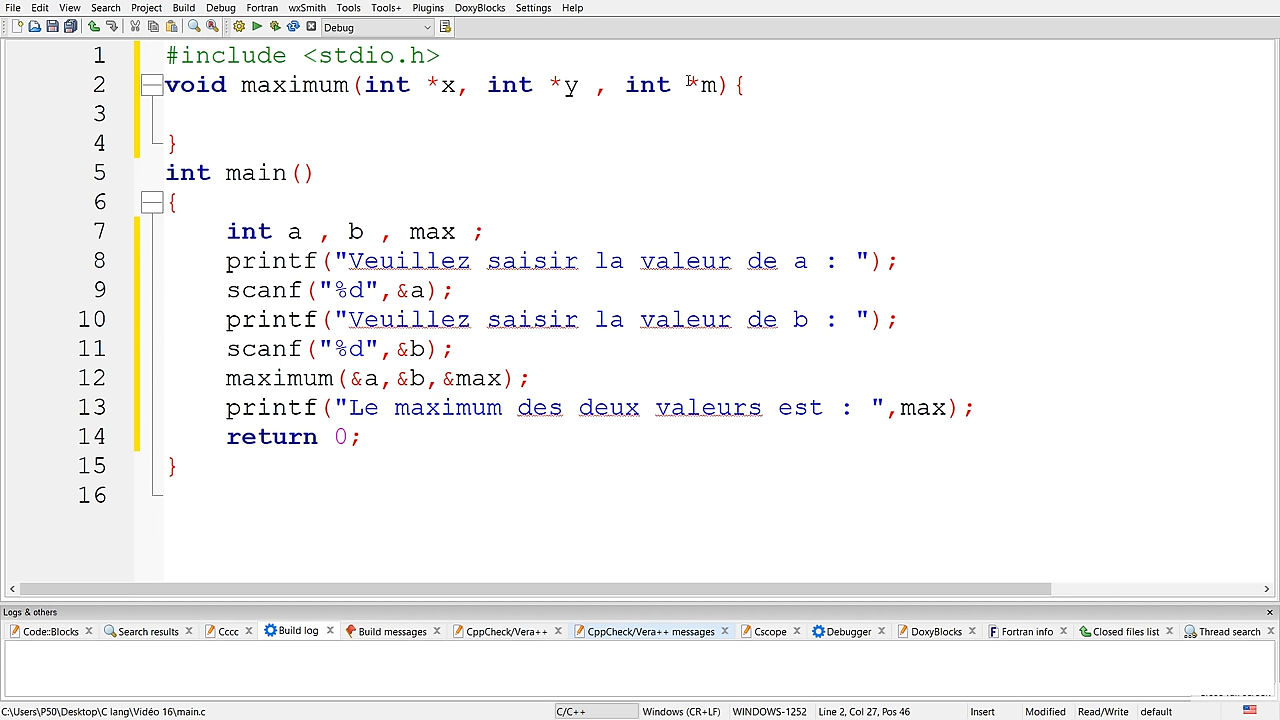 File Edit View Search Project Build Debug Fortran wxSmith Tools Tools+ Plugins DoxyBlocks Settings Help
Debug
1 #include <stdio.h>
2 void maximum(int *x, int *y , int *m){
3
4 }
5 int main()
6 {
7 int a , b , max ;
8 printf("Veuillez saisir la valeur de a : ");
9 scanf("%d",&a);
10 printf("Veuillez saisir la valeur de b : ");
11 scanf("%d",&b);
12 maximum(&a,&b,&max);
13 printf("Le maximum des deux valeurs est : ",max);
14 return 0;
15 }
16
Logs & others
Code::Blocks Search results Cccc Build log Build messages CppCheck/Vera++ CppCheck/Vera++ messages Cscope Debugger DoxyBlocks Fortran info Closed files list Thread search
C:\Users\P50\Desktop\C lang\Vidéo 16\main.c C/C++ Windows (CR+LF) WINDOWS-1252 Line 2, Col 27, Pos 46 Insert Modified Read/Write default